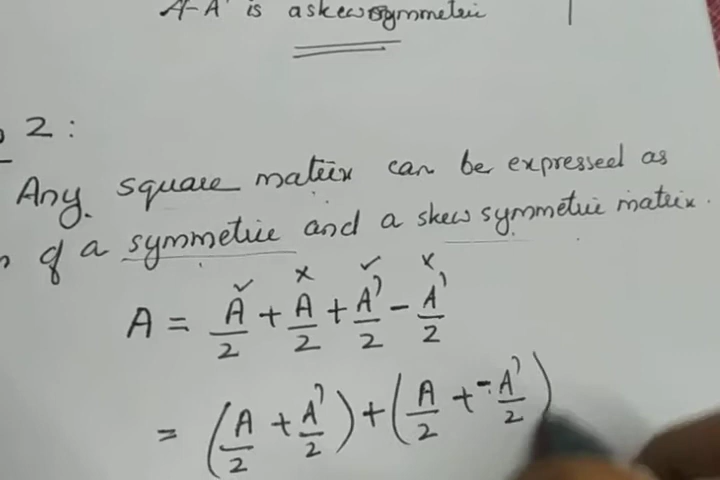 A-A' is a skew symmetric
2:
Any square matrix can be expressed as
of a symmetric and a skew symmetric matrix.
A = A/2 + A/2 + A'/2 - A'/2
= (A/2 + A'/2) + (A/2 + - A'/2)